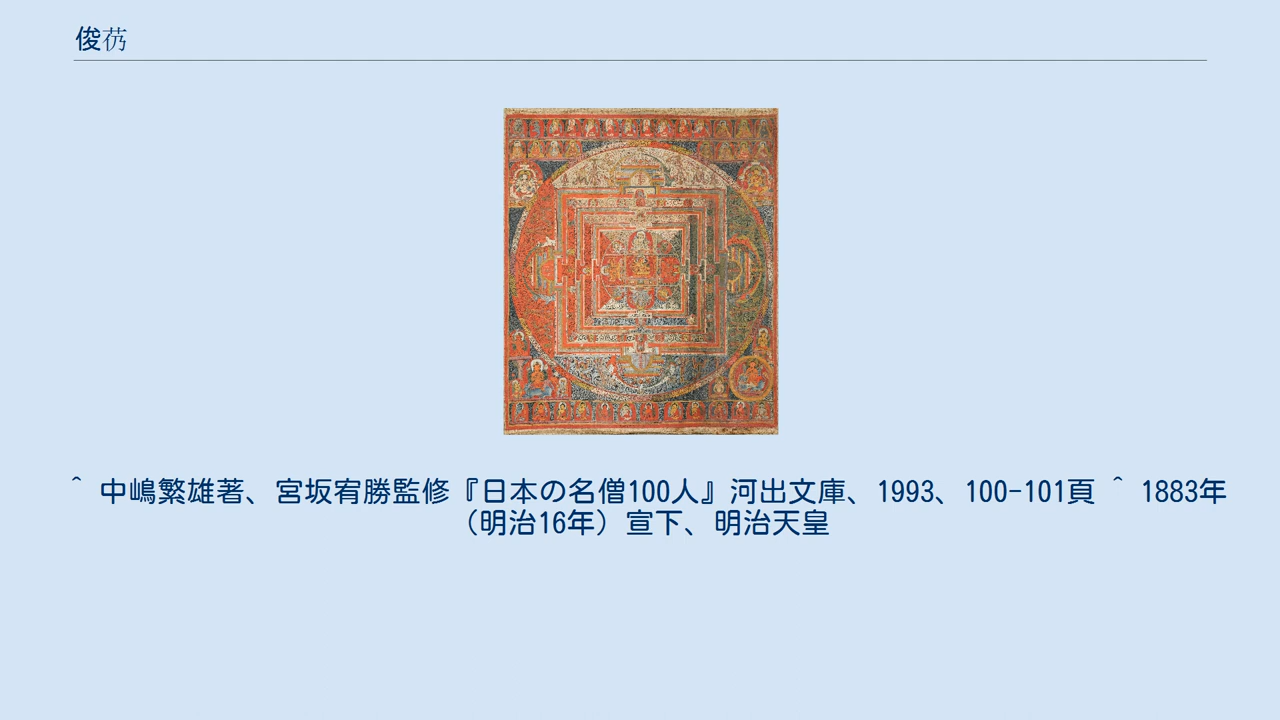 俊芿
^ 中嶋繁雄著、宮坂宥勝監修『日本の名僧100人』河出文庫、1993、100-101頁 ^ 1883年
（明治16年）宣下、明治天皇